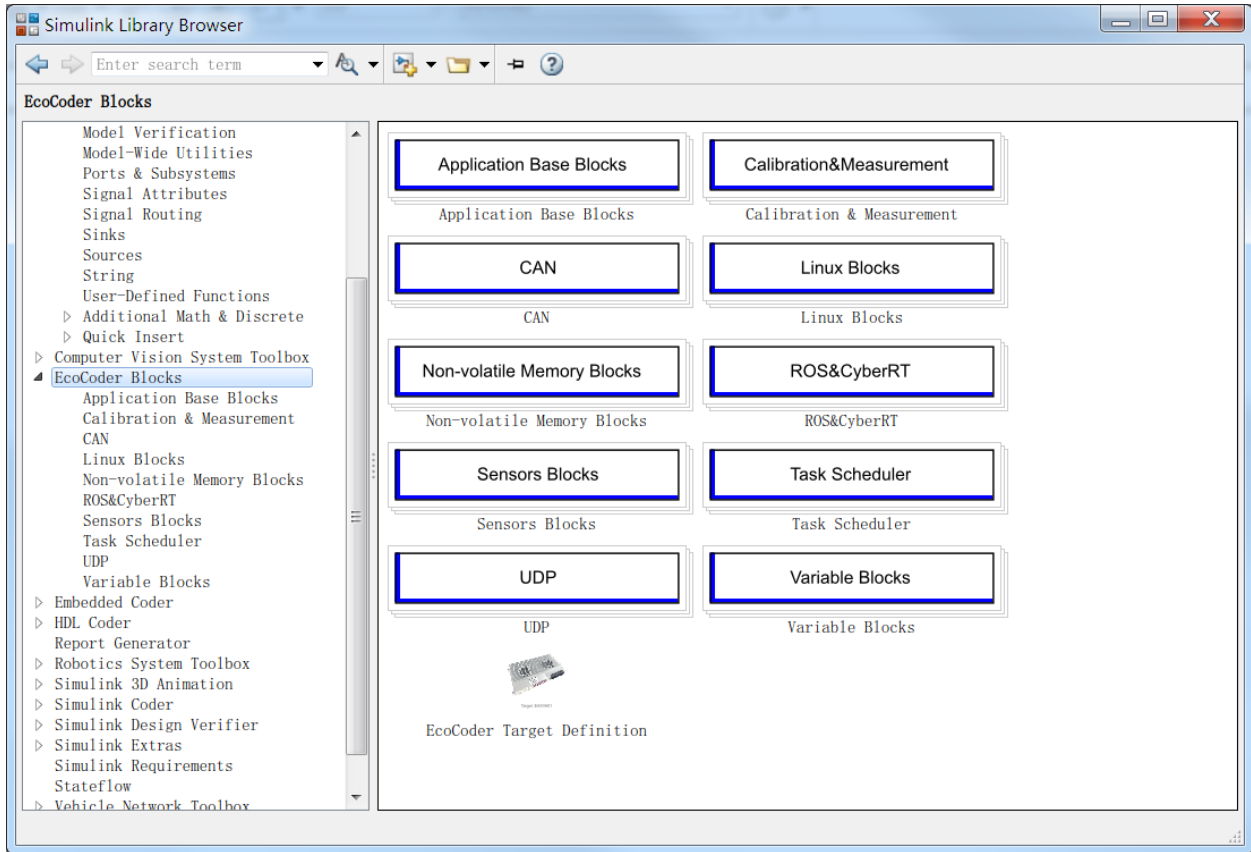 Simulink Library Browser
Enter search term
EcoCoder Blocks
Model Verification
Model-Wide Utilities
Ports & Subsystems
Signal Attributes
Signal Routing
Sinks
Sources
String
User-Defined Functions
Additional Math & Discrete
Quick Insert
Computer Vision System Toolbox
EcoCoder Blocks
Application Base Blocks
Calibration & Measurement
CAN
Linux Blocks
Non-volatile Memory Blocks
ROS&CyberRT
Sensors Blocks
Task Scheduler
UDP
Variable Blocks
Embedded Coder
HDL Coder
Report Generator
Robotics System Toolbox
Simulink 3D Animation
Simulink Coder
Simulink Design Verifier
Simulink Extras
Simulink Requirements
Stateflow
Vehicle Network Toolbox
Application Base Blocks
Calibration&Measurement
Application Base Blocks
Calibration & Measurement
CAN
Linux Blocks
CAN
Linux Blocks
Non-volatile Memory Blocks
ROS&CyberRT
Non-volatile Memory Blocks
ROS&CyberRT
Sensors Blocks
Task Scheduler
Sensors Blocks
Task Scheduler
UDP
Variable Blocks
UDP
Variable Blocks
EcoCoder Target Definition